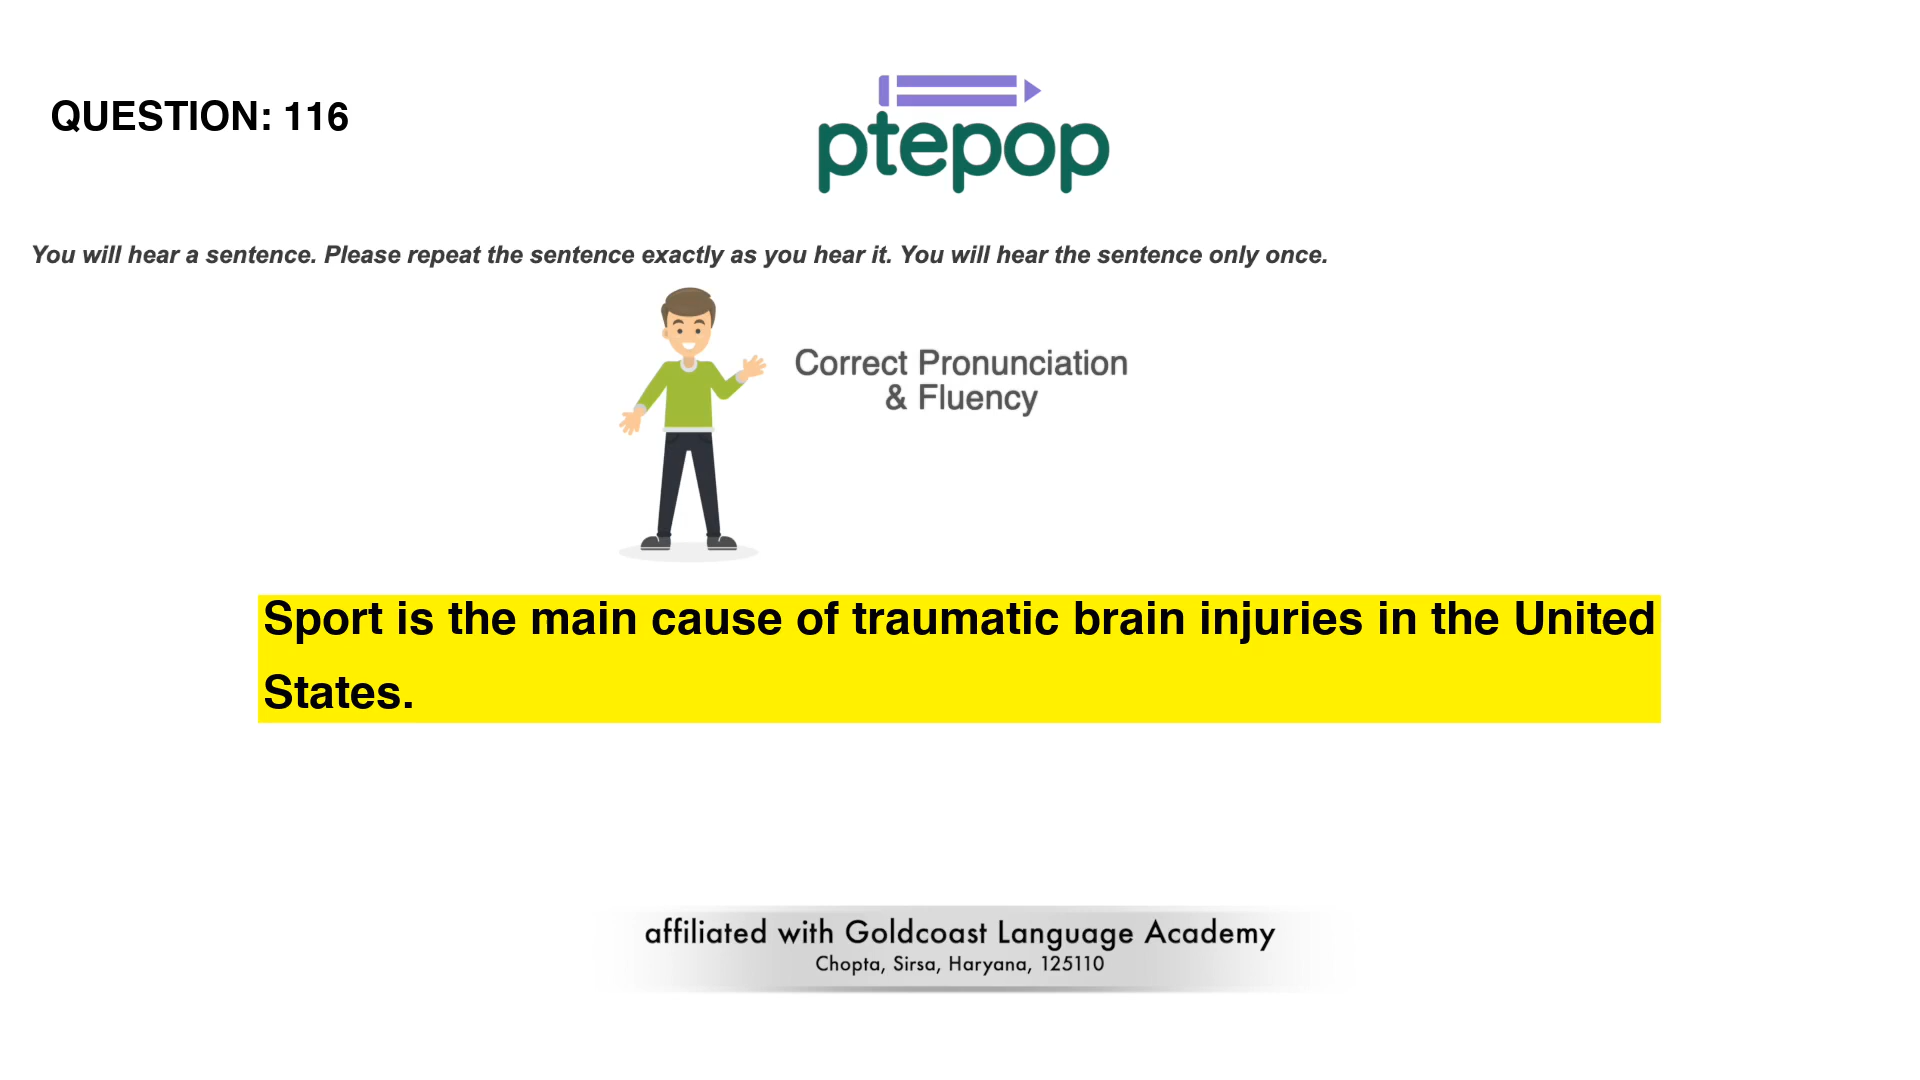 QUESTION: 116
ptepop
You will hear a sentence. Please repeat the sentence exactly as you hear it. You will hear the sentence only once.
Correct Pronunciation
& Fluency
Sport is the main cause of traumatic brain injuries in the United
States.
affiliated with Goldcoast Language Academy
Chopta, Sirsa, Haryana, 125110